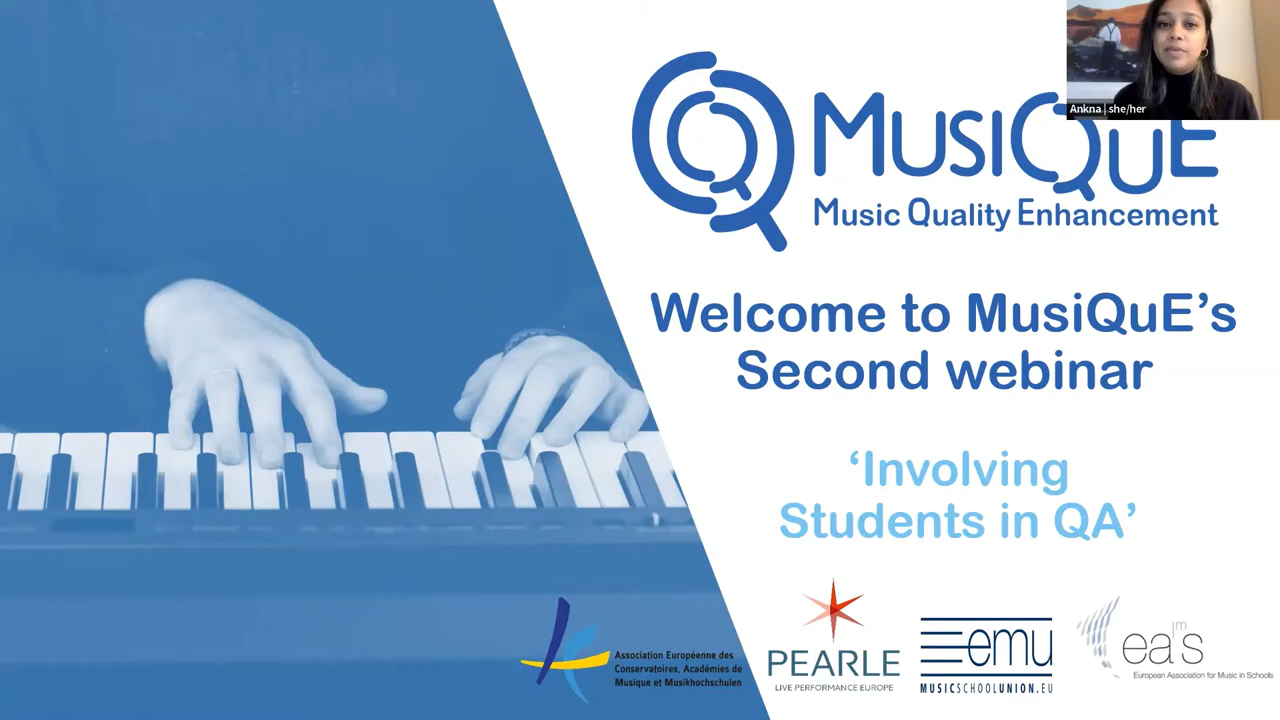 Ankna | she/her
MusiQuE
Music Quality Enhancement
Welcome to MusiQuE's
Second webinar
'Involving
Students in QA'
Association Européenne des
Conservatoires, Académies de
Musique et Musikhochschulen
PEARLE
LIVE PERFORMANCE EUROPE
emu
MUSICSCHOOLUNION.EU
eams
European Association for Music in Schools